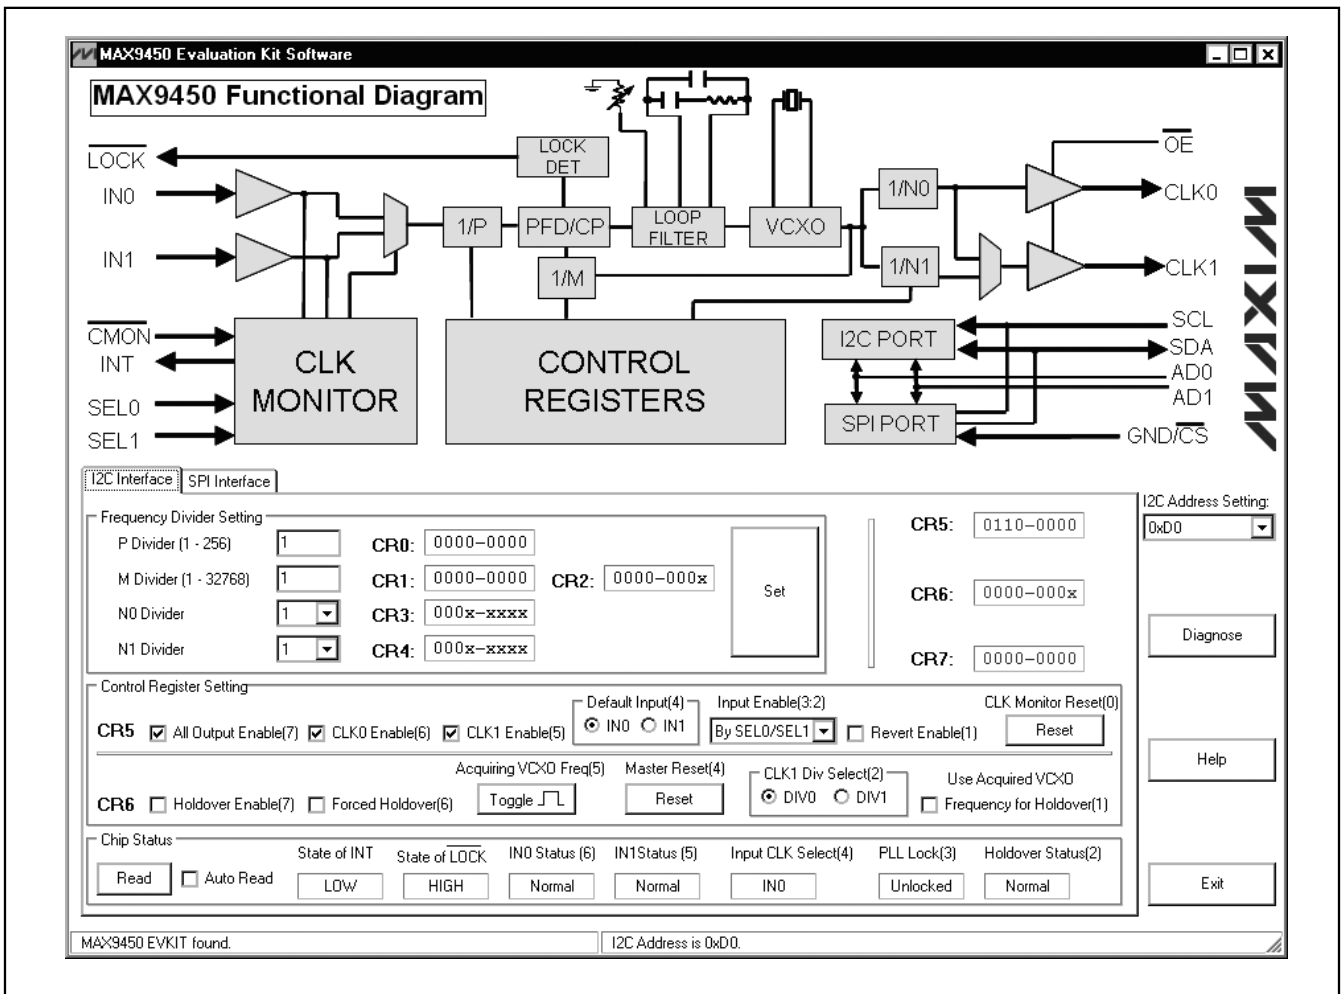 MAX9450 Evaluation Kit Software
MAX9450 Functional Diagram
LOCK
LOCK DET
OE
IN0
1/N0
CLK0
1/P
PFD/CP
LOOP FILTER
VCXO
IN1
1/M
1/N1
CLK1
MAXIM
CMON
INT
CLK MONITOR
CONTROL REGISTERS
I2C PORT
SCL
SDA
AD0
AD1
SEL0
SEL1
SPI PORT
GND/CS
I2C Interface
SPI Interface
I2C Address Setting:
0xD0
Frequency Divider Setting
P Divider (1 - 256)
1
CR0:
0000-0000
M Divider (1 - 32768)
1
CR1:
0000-0000
CR2:
0000-000x
N0 Divider
1
CR3:
000x-xxxx
N1 Divider
1
CR4:
000x-xxxx
Set
CR5:
0110-0000
CR6:
0000-000x
CR7:
0000-0000
Diagnose
Help
Exit
Control Register Setting
CR5
All Output Enable(7)
CLK0 Enable(6)
CLK1 Enable(5)
Default Input(4)
IN0
IN1
Input Enable(3:2)
By SEL0/SEL1
Revert Enable(1)
CLK Monitor Reset(0)
Reset
CR6
Holdover Enable(7)
Forced Holdover(6)
Acquiring VCXO Freq(5)
Toggle
Master Reset(4)
Reset
CLK1 Div Select(2)
DIV0
DIV1
Use Acquired VCXO
Frequency for Holdover(1)
Chip Status
Read
Auto Read
State of INT
LOW
State of LOCK
HIGH
IN0 Status (6)
Normal
IN1Status (5)
Normal
Input CLK Select(4)
IN0
PLL Lock(3)
Unlocked
Holdover Status(2)
Normal
MAX9450 EVKIT found.
I2C Address is 0xD0.